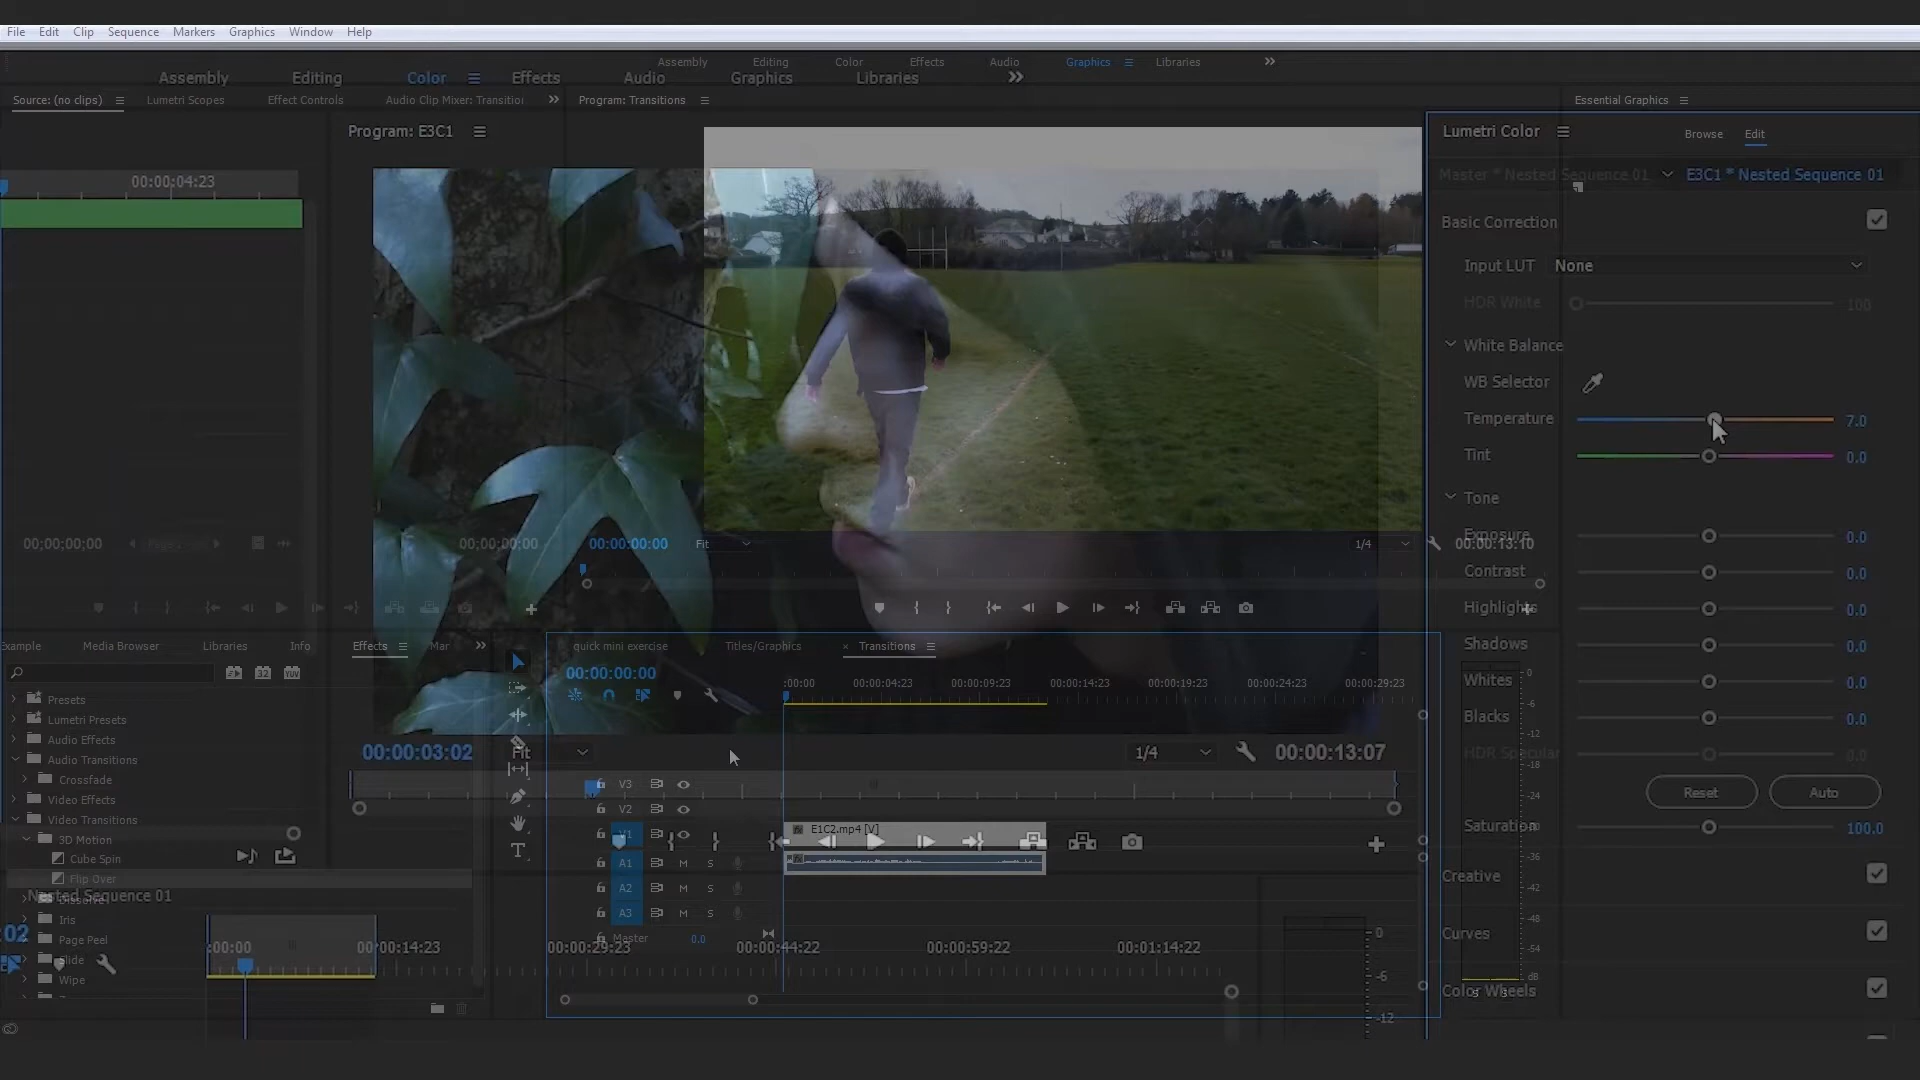 File Edit Clip Sequence Markers Graphics Window Help
Assembly Editing Color Effects Audio Graphics Libraries
Assembly Editing Color Effects Audio Graphics Libraries
Source: (no clips) Lumetri Scopes Effect Controls Audio Clip Mixer: Transition Program: Transitions Essential Graphics
Program: E3C1 Lumetri Color Browse Edit
Master * Nested Sequence 01 E3C1 * Nested Sequence 01
00:00:04:23
Basic Correction
Input LUT None
HDR White 100
White Balance
WB Selector
Temperature 7.0
Tint 0.0
Tone
Exposure 0.0
00;00;00;00 00;00;00;00 00:00:00:00 Fit 1/4 00:00:13:10
Contrast 0.0
Highlights 0.0
Shadows 0.0
Whites 0.0
Blacks 0.0
HDR Specular 0.0
Reset Auto
Saturation 100.0
Creative
Curves
Color Wheels
Example Media Browser Libraries Info Effects Mar
quick mini exercise Titles/Graphics Transitions
00:00:00:00
:00:00 00:00:04:23 00:00:09:23 00:00:14:23 00:00:19:23 00:00:24:23 00:00:29:23
Presets
Lumetri Presets
Audio Effects
Audio Transitions
Crossfade
Video Effects
Video Transitions
3D Motion
Cube Spin
Flip Over
Dissolve
Iris
Page Peel
Slide
Wipe
00:00:03:02 Fit 1/4 00:00:13:07
V3
V2
V1 E1C2.mp4 [V]
A1 M S
A2 M S
A3 M S
Master 0.0
Nested Sequence 01
:02
:00:00 00:00:14:23 00:00:29:23 00:00:44:22 00:00:59:22 00:01:14:22
0
-6
-12
-18
-24
-30
-36
-42
-48
-54
dB
S S
0
-6
-12